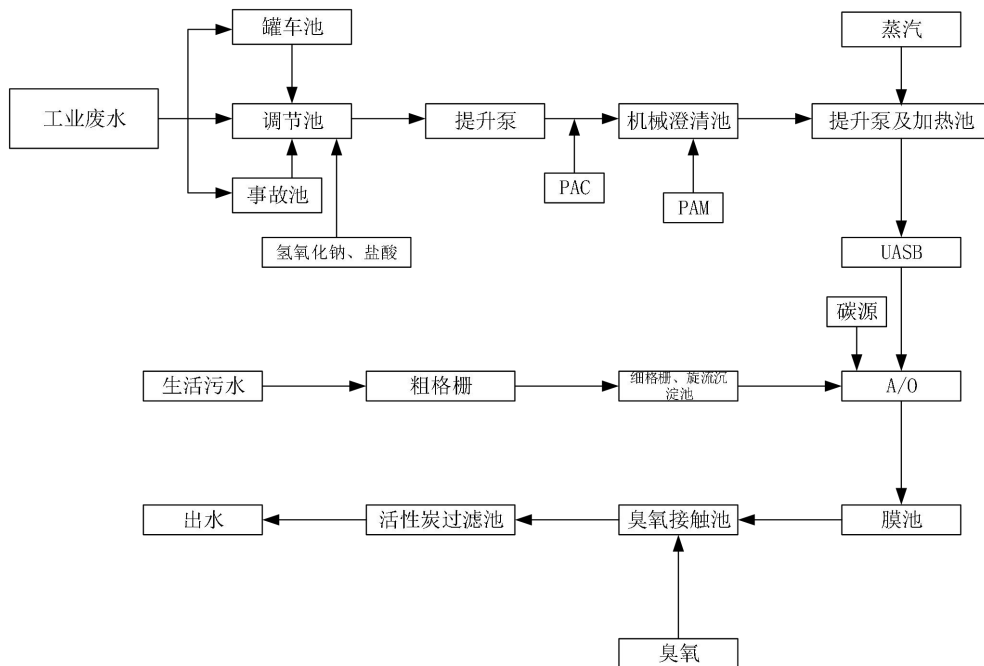 罐车池
蒸汽
工业废水
调节池
提升泵
机械澄清池
提升泵及加热池
PAC
事故池
PAM
氢氧化钠、盐酸
UASB
碳源
生活污水
粗格栅
细格栅、旋流沉
淀池
A/O
出水
活性炭过滤池
臭氧接触池
膜池
臭氧